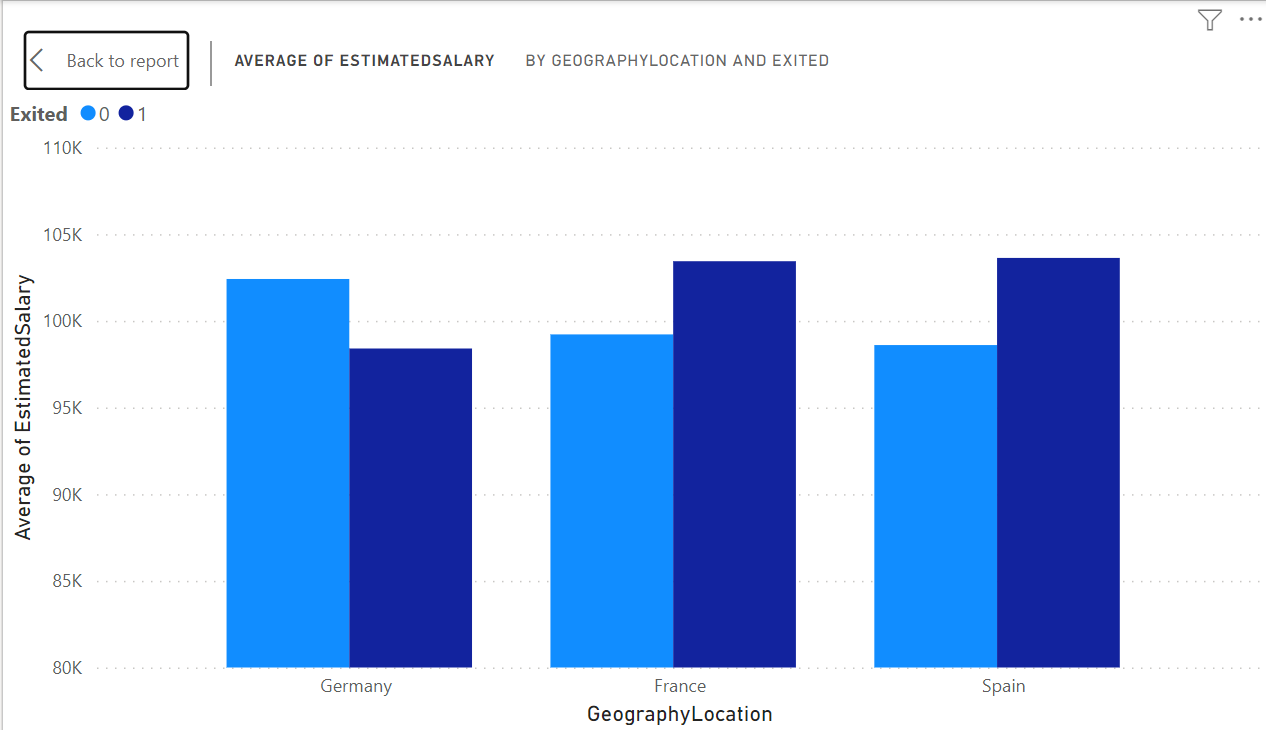 Back to report
AVERAGE OF ESTIMATEDSALARY BY GEOGRAPHYLOCATION AND EXITED
Exited 0 1
110K
105K
100K
95K
90K
85K
80K
Average of EstimatedSalary
Germany France Spain
GeographyLocation